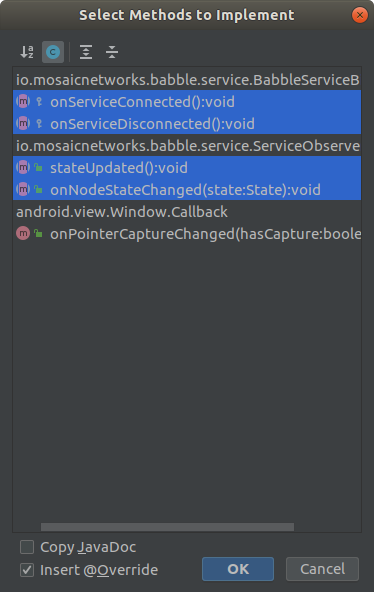 Select Methods to Implement
io.mosaicnetworks.babble.service.BabbleServiceB
onServiceConnected():void
onServiceDisconnected():void
io.mosaicnetworks.babble.service.ServiceObserve
stateUpdated():void
onNodeStateChanged(state:State):void
android.view.Window.Callback
onPointerCaptureChanged(hasCapture:boole
Copy JavaDoc
Insert @Override
OK Cancel